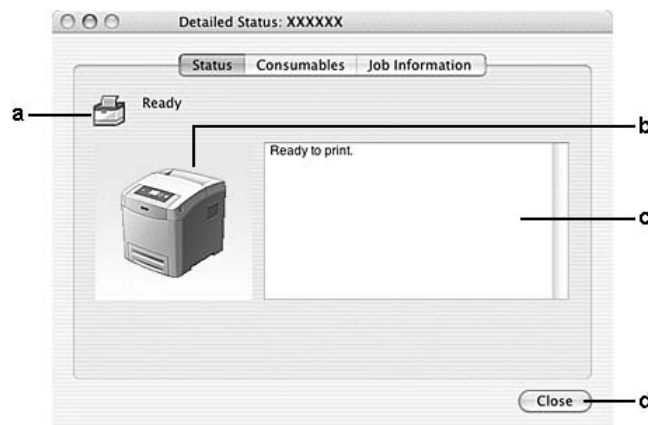 Detailed Status: XXXXXX
Status Consumables Job Information
a
Ready
b
Ready to print.
c
Close
d